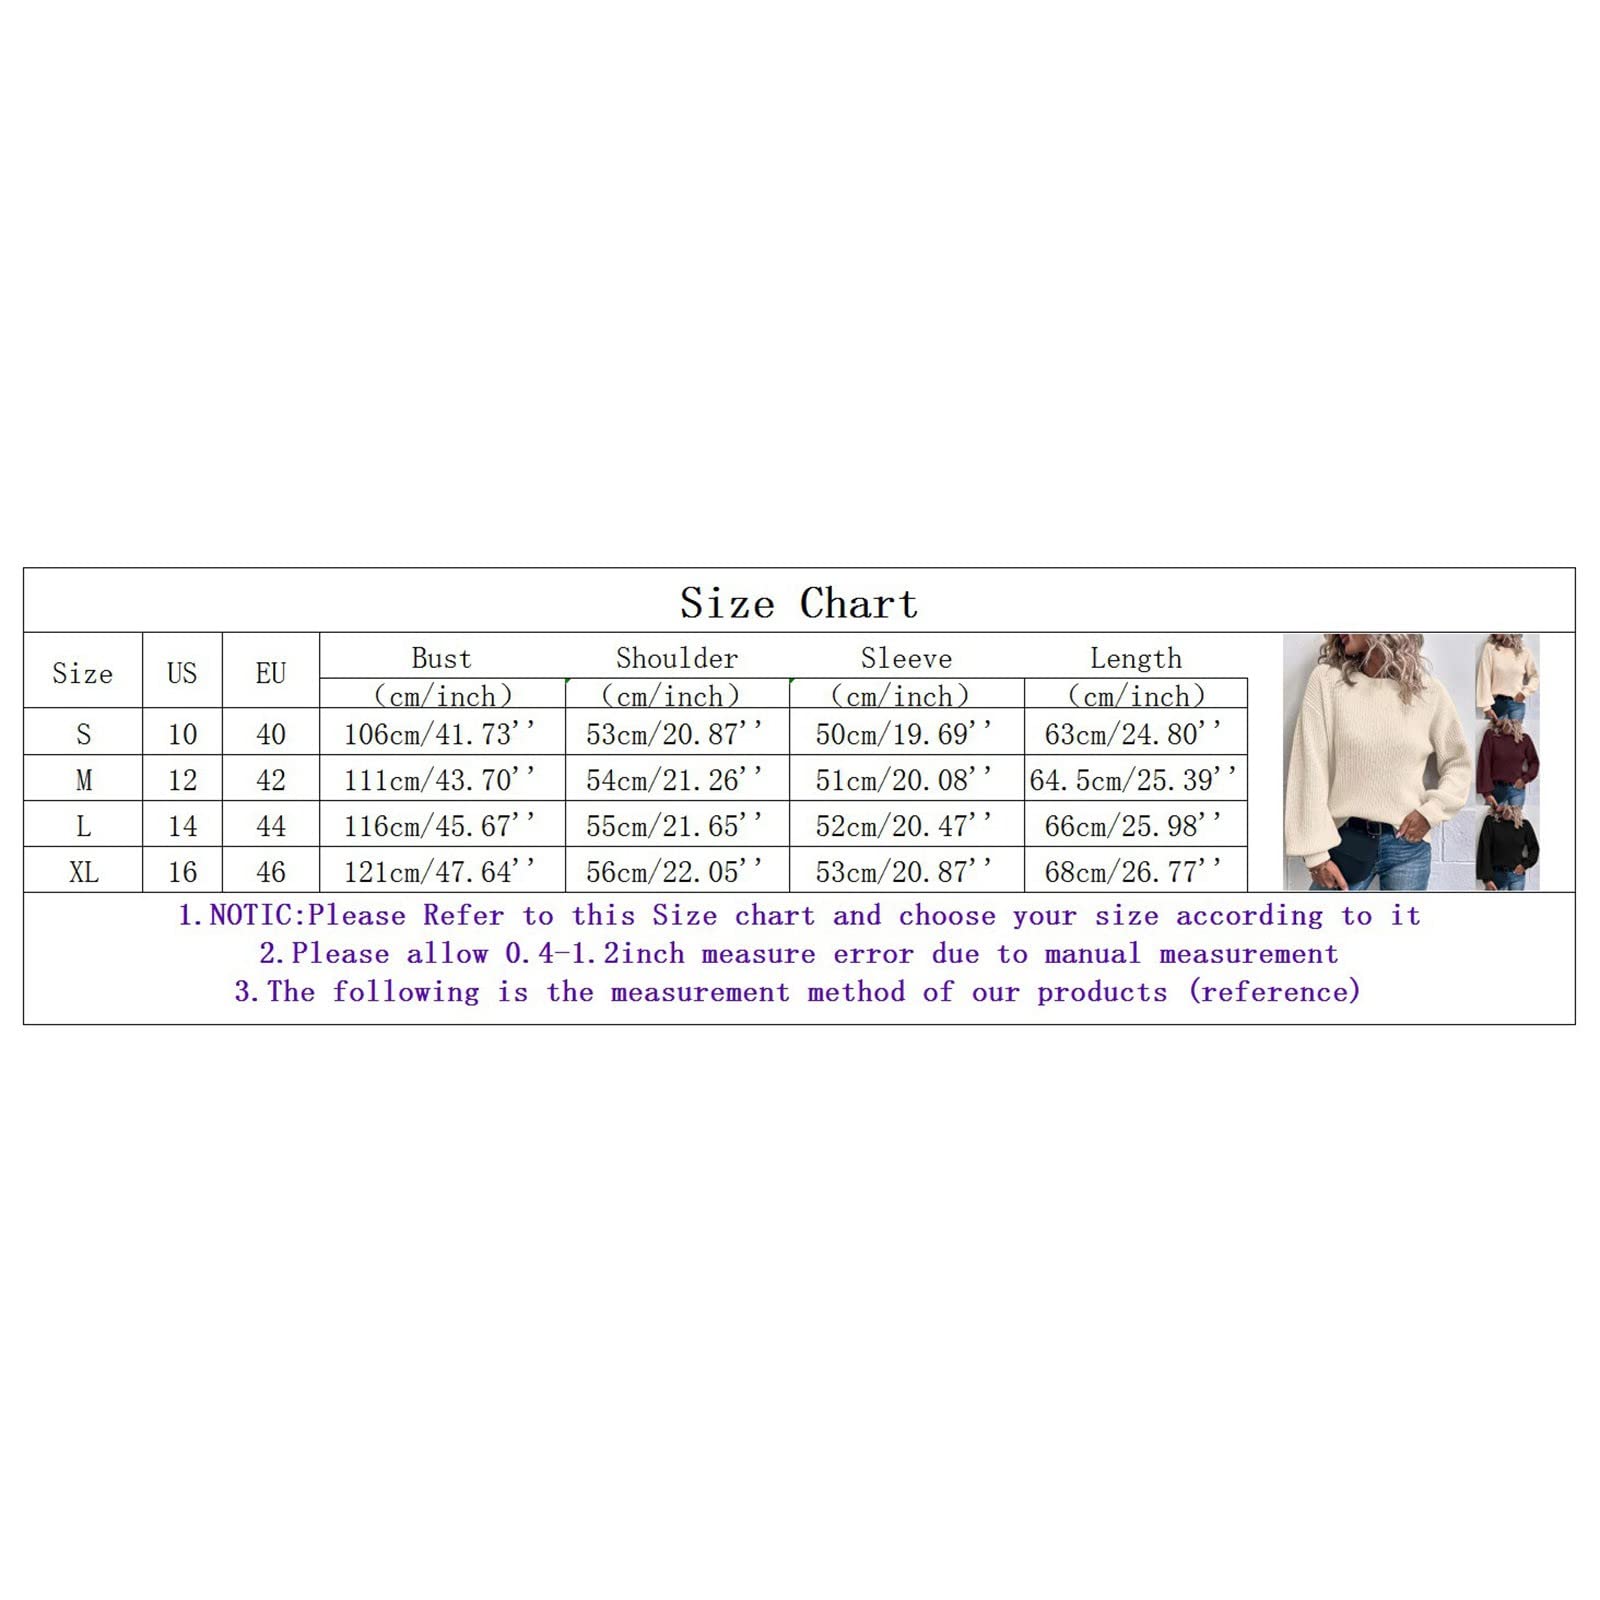 Size Chart
Size US EU Bust Shoulder Sleeve Length
(cm/inch) (cm/inch) (cm/inch) (cm/inch)
S 10 40 106cm/41.73'' 53cm/20.87'' 50cm/19.69'' 63cm/24.80''
M 12 42 111cm/43.70'' 54cm/21.26'' 51cm/20.08'' 64.5cm/25.39''
L 14 44 116cm/45.67'' 55cm/21.65'' 52cm/20.47'' 66cm/25.98''
XL 16 46 121cm/47.64'' 56cm/22.05'' 53cm/20.87'' 68cm/26.77''
1.NOTIC:Please Refer to this Size chart and choose your size according to it
2.Please allow 0.4-1.2inch measure error due to manual measurement
3.The following is the measurement method of our products (reference)